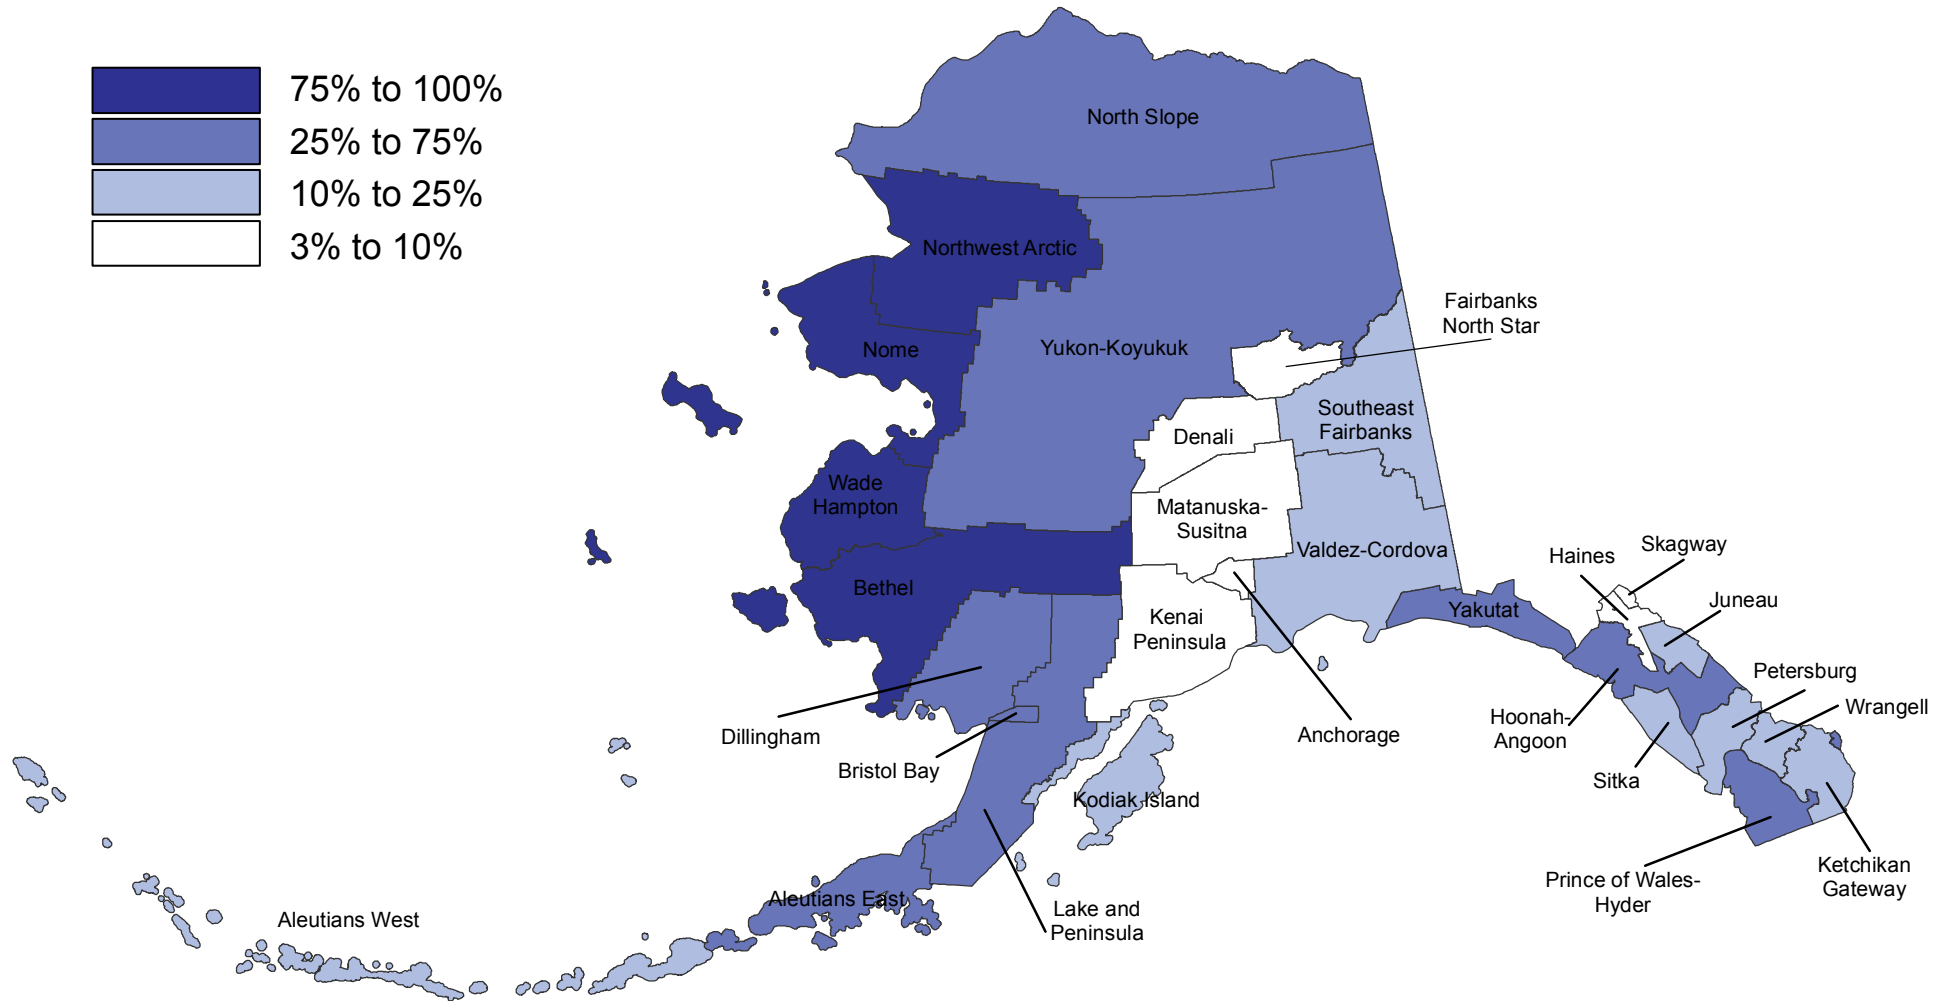 75% to 100%
25% to 75%
10% to 25%
3% to 10%
North Slope
Northwest Arctic
Nome
Yukon-Koyukuk
Fairbanks
North Star
Southeast
Fairbanks
Denali
Wade
Hampton
Matanuska-
Susitna
Valdez-Cordova
Bethel
Kenai
Peninsula
Yakutat
Haines
Skagway
Juneau
Petersburg
Wrangell
Dillingham
Bristol Bay
Anchorage
Hoonah-
Angoon
Sitka
Kodiak Island
Prince of Wales-
Hyder
Ketchikan
Gateway
Aleutians East
Aleutians West
Lake and
Peninsula